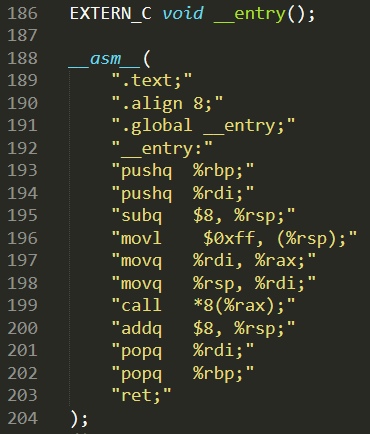 186 EXTERN_C void __entry();
187
188 __asm__(
189 ".text;"
190 ".align 8;"
191 ".global __entry;"
192 "__entry:"
193 "pushq %rbp;"
194 "pushq %rdi;"
195 "subq $8, %rsp;"
196 "movl $0xff, (%rsp);"
197 "movq %rdi, %rax;"
198 "movq %rsp, %rdi;"
199 "call *8(%rax);"
200 "addq $8, %rsp;"
201 "popq %rdi;"
202 "popq %rbp;"
203 "ret;"
204 );